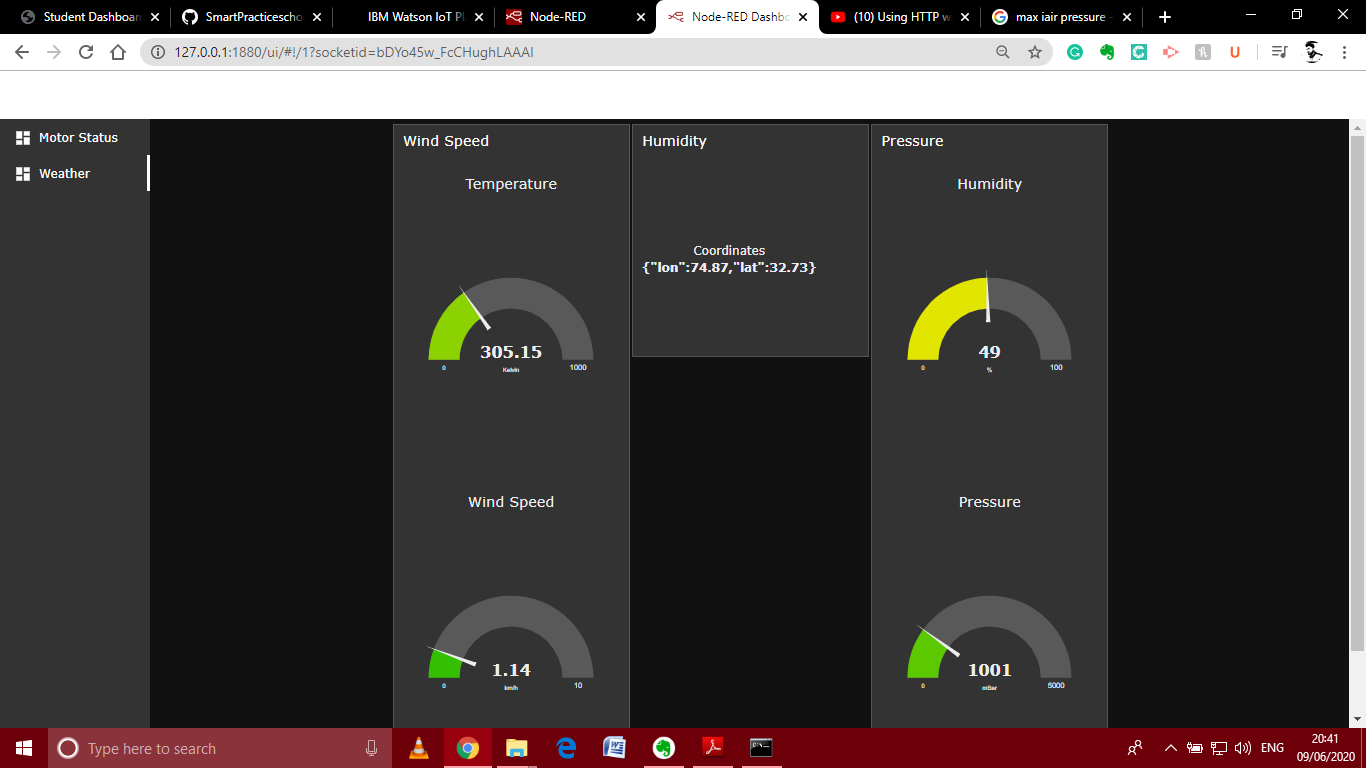 Student Dashboar
SmartPracticescho
IBM Watson IoT Pl
Node-RED
Node-RED Dashbo
(10) Using HTTP w
max iair pressure -
127.0.0.1:1880/ui/#!/1?socketid=bDYo45w_FcCHughLAAAI
Motor Status
Weather
Wind Speed
Temperature
305.15
Kelvin
0
1000
Wind Speed
1.14
km/h
0
10
Humidity
Coordinates
{"lon":74.87,"lat":32.73}
Pressure
Humidity
49
%
0
100
Pressure
1001
mBar
0
5000
Type here to search
ENG
20:41
09/06/2020